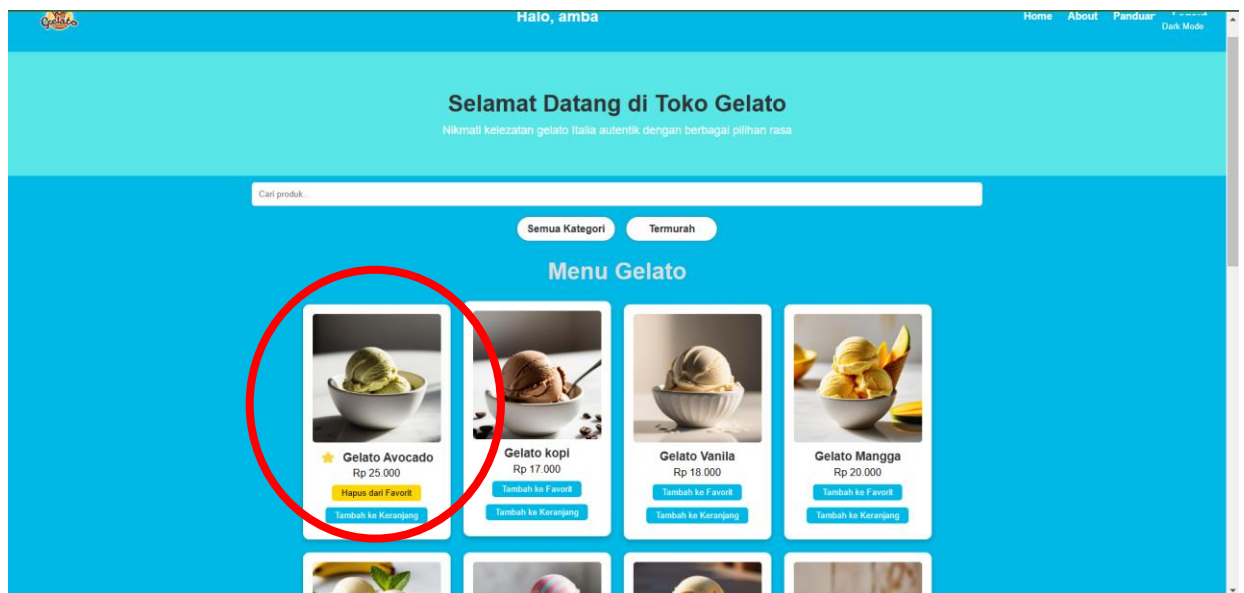 Gelato
Halo, amba
Home About Panduan Logout
Dark Mode
Selamat Datang di Toko Gelato
Nikmati kelezatan gelato Italia autentik dengan berbagai pilihan rasa
Cari produk...
Semua Kategori Termurah
Menu Gelato
Gelato Avocado
Rp 25.000
Hapus dari Favorit
Tambah ke Keranjang
Gelato kopi
Rp 17.000
Tambah ke Favorit
Tambah ke Keranjang
Gelato Vanila
Rp 18.000
Tambah ke Favorit
Tambah ke Keranjang
Gelato Mangga
Rp 20.000
Tambah ke Favorit
Tambah ke Keranjang